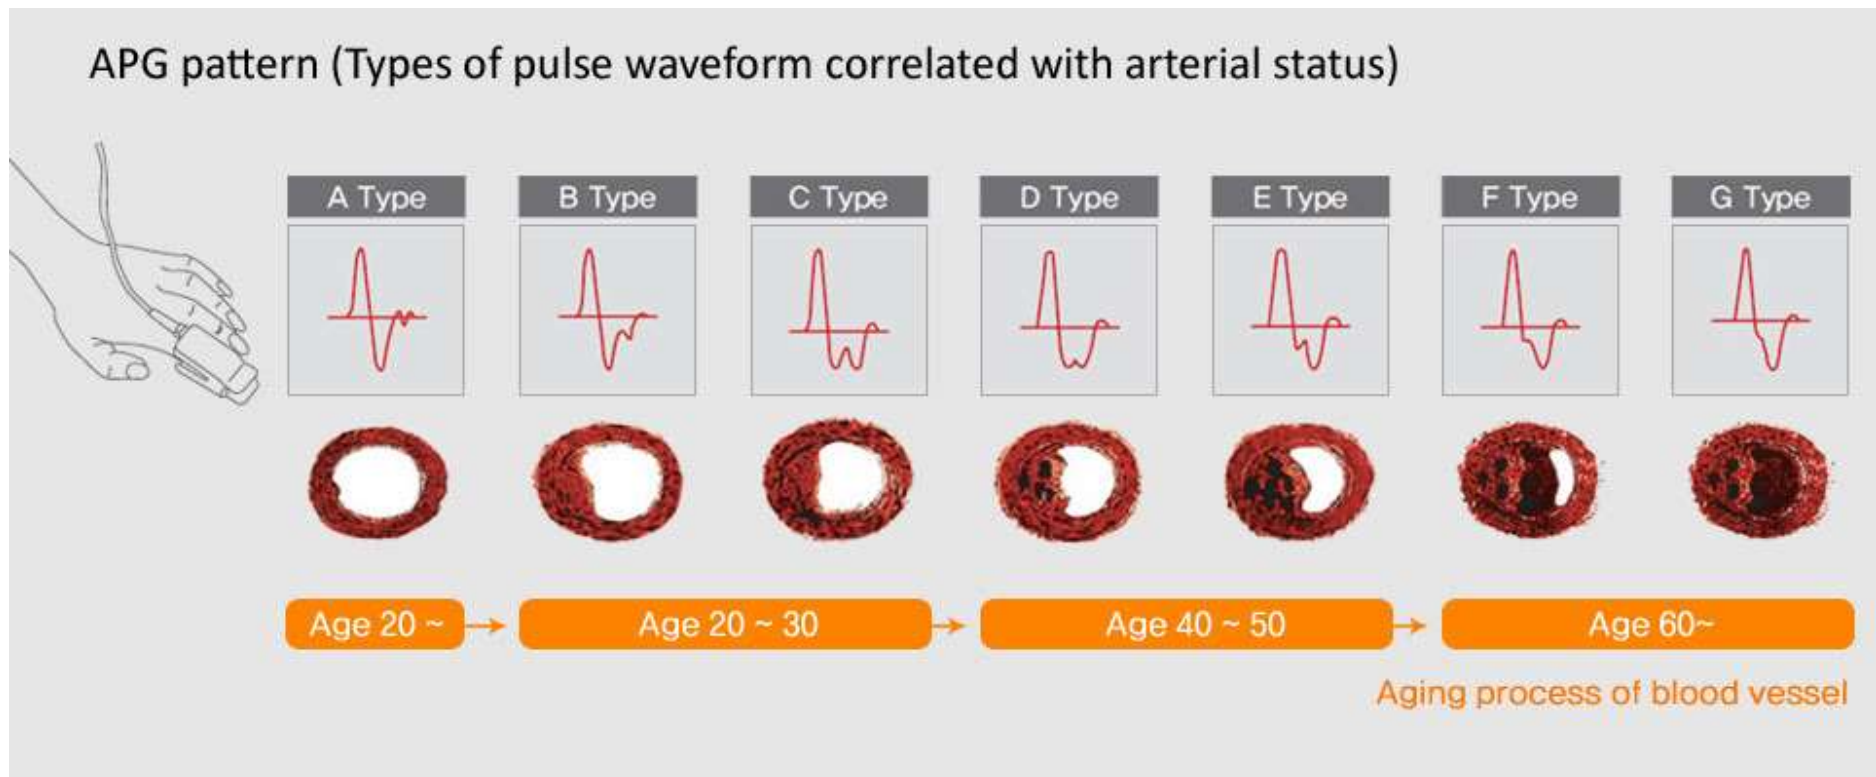 APG pattern (Types of pulse waveform correlated with arterial status)
A Type
B Type
C Type
D Type
E Type
F Type
G Type
Age 20 ~
Age 20 ~ 30
Age 40 ~ 50
Age 60~
Aging process of blood vessel